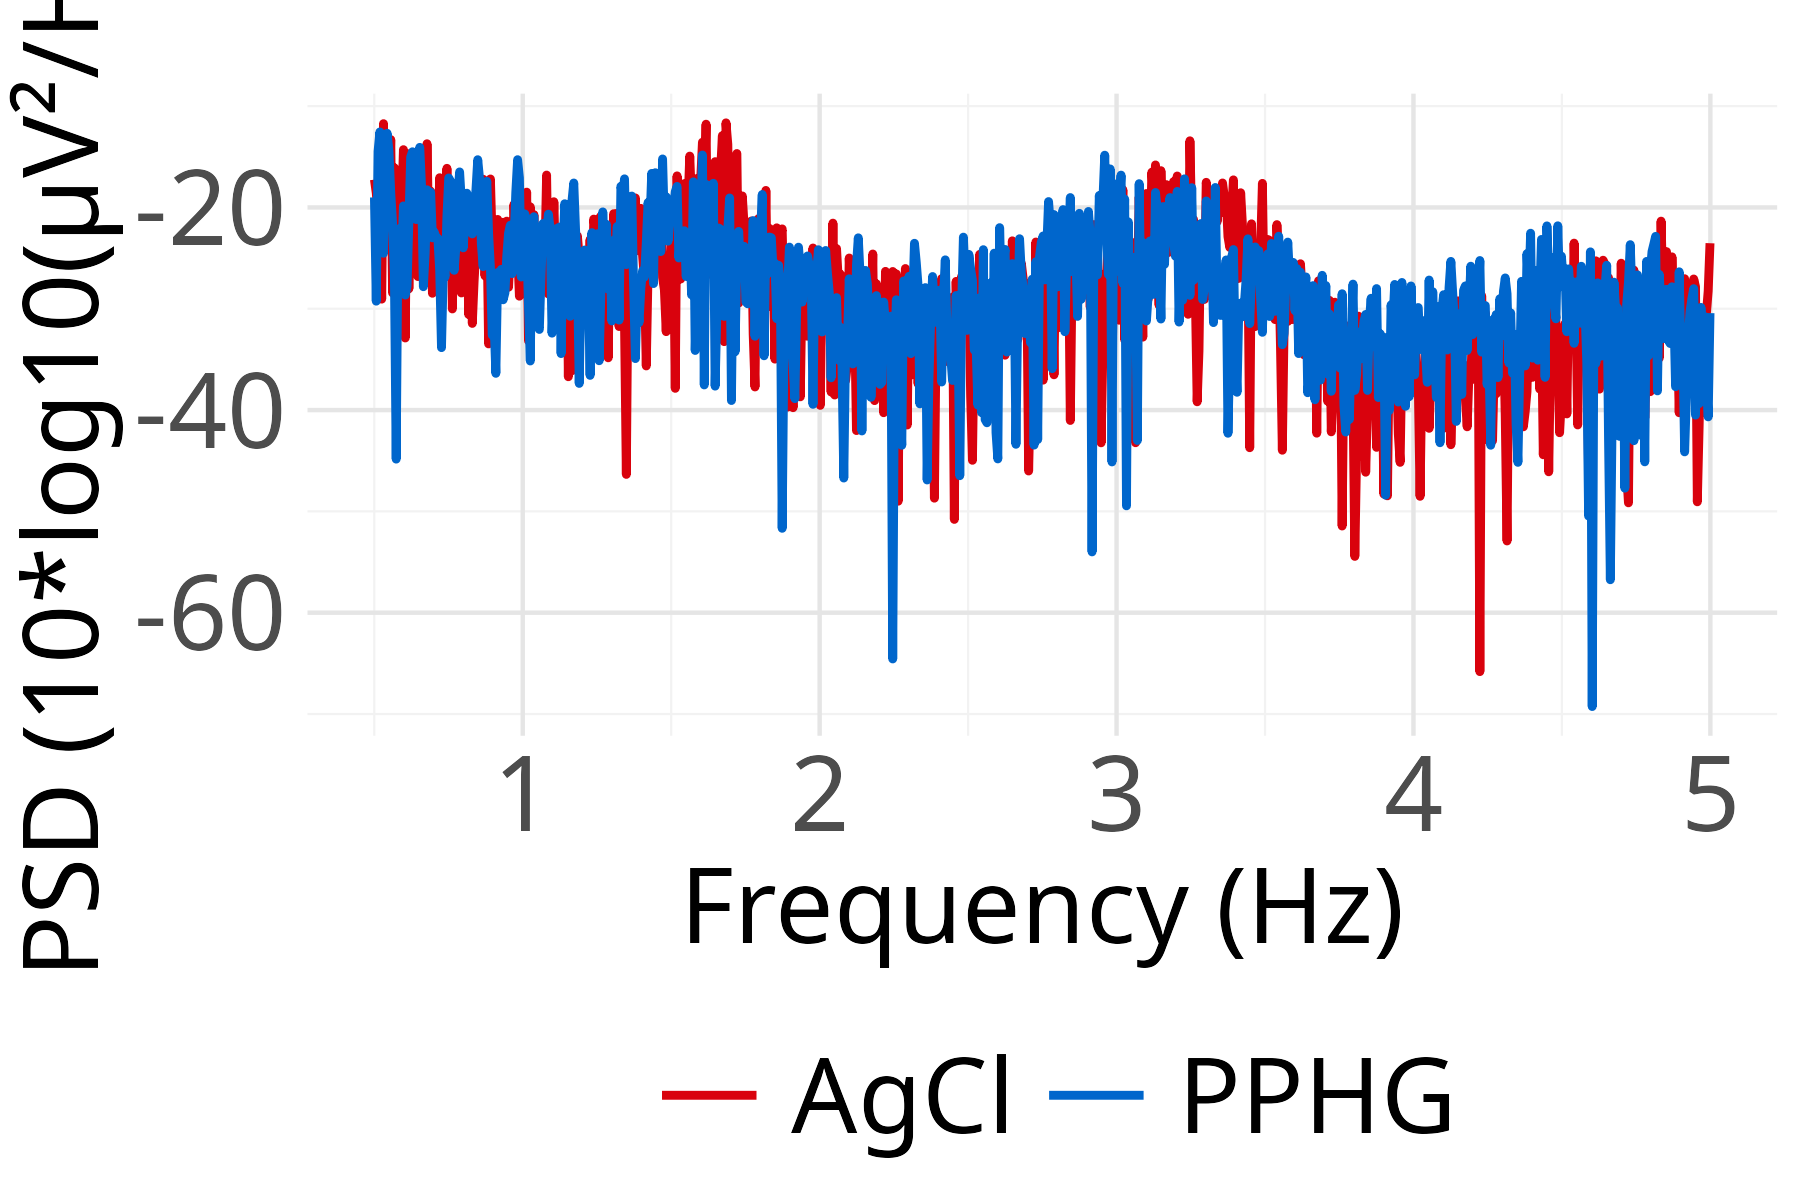 PSD (10*log10(µV²/H
-20
-40
-60
1 2 3 4 5
Frequency (Hz)
AgCl PPHG